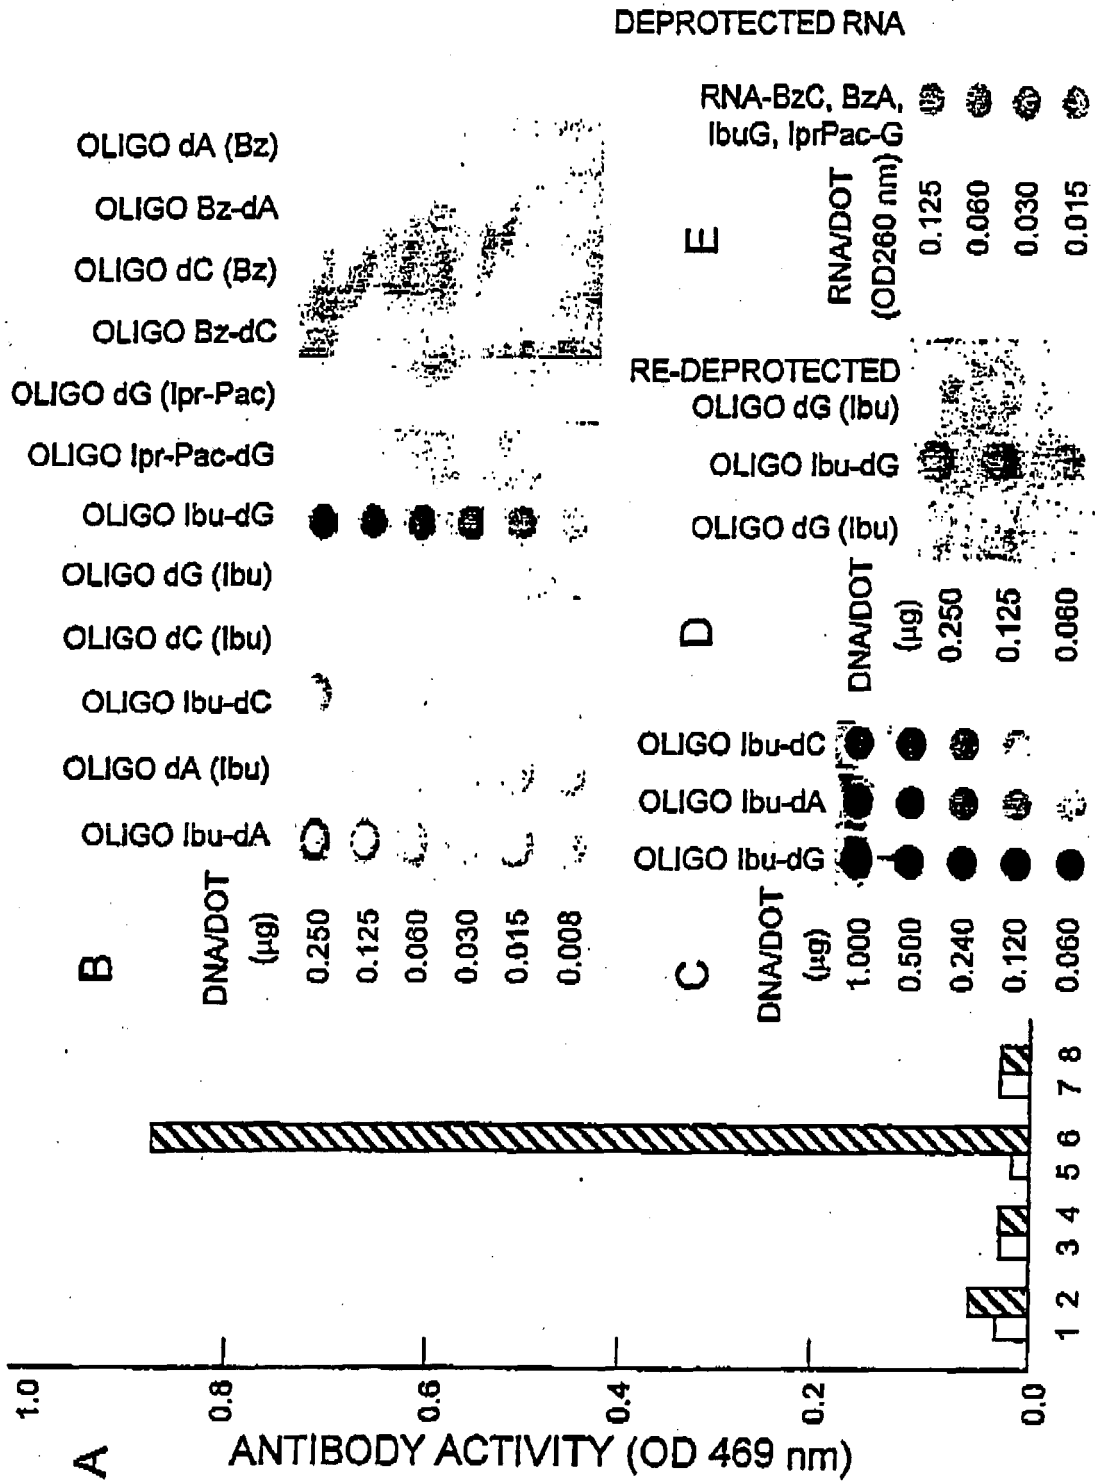 A
ANTIBODY ACTIVITY (OD 469 nm)
1.0
0.8
0.6
0.4
0.2
0.0
1 2 3 4 5 6 7 8
B
DNA/DOT
(µg)
0.250
0.125
0.060
0.030
0.015
0.008
OLIGO dA (Bz)
OLIGO Bz-dA
OLIGO dC (Bz)
OLIGO Bz-dC
OLIGO dG (Ipr-Pac)
OLIGO Ipr-Pac-dG
OLIGO Ibu-dG
OLIGO dG (Ibu)
OLIGO dC (Ibu)
OLIGO Ibu-dC
OLIGO dA (Ibu)
OLIGO Ibu-dA
C
DNA/DOT
(µg)
1.000
0.500
0.240
0.120
0.060
OLIGO Ibu-dC
OLIGO Ibu-dA
OLIGO Ibu-dG
D
DNA/DOT
(µg)
0.250
0.125
0.060
RE-DEPROTECTED
OLIGO dG (Ibu)
OLIGO Ibu-dG
OLIGO dG (Ibu)
E
RNA/DOT
(OD260 nm)
0.125
0.060
0.030
0.015
DEPROTECTED RNA
RNA-BzC, BzA,
IbuG, IprPac-G